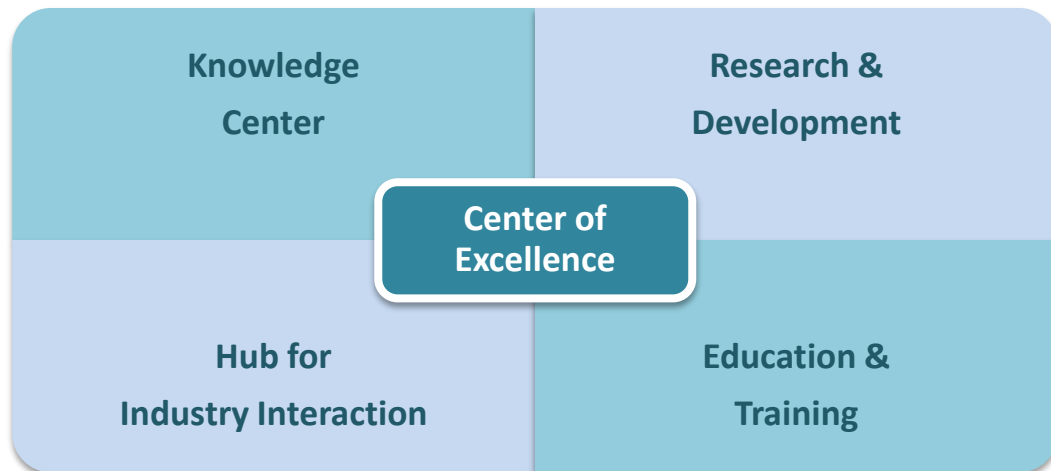 Knowledge
Center
Research &
Development
Center of
Excellence
Hub for
Industry Interaction
Education &
Training